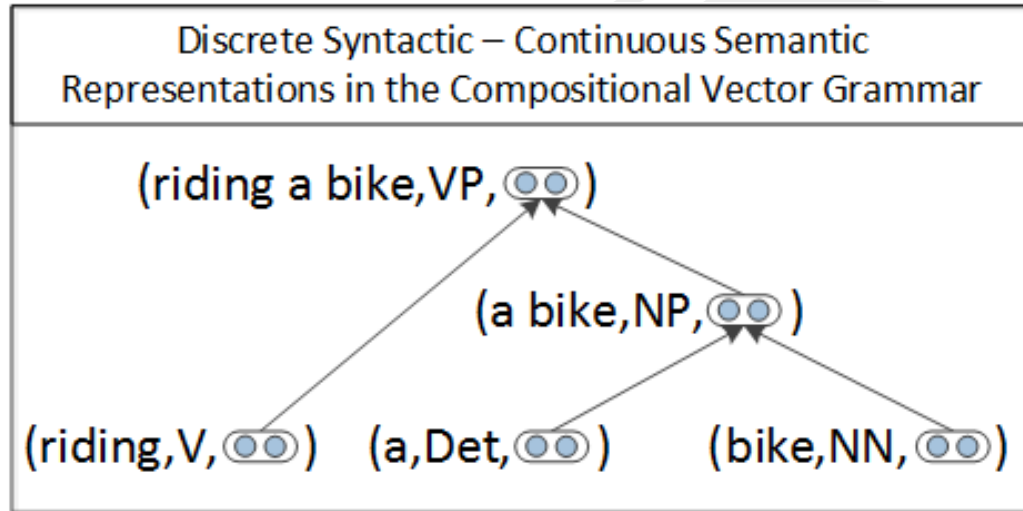 Discrete Syntactic – Continuous Semantic
Representations in the Compositional Vector Grammar
(riding a bike,VP, )
(a bike,NP, )
(riding,V, ) (a,Det, ) (bike,NN, )